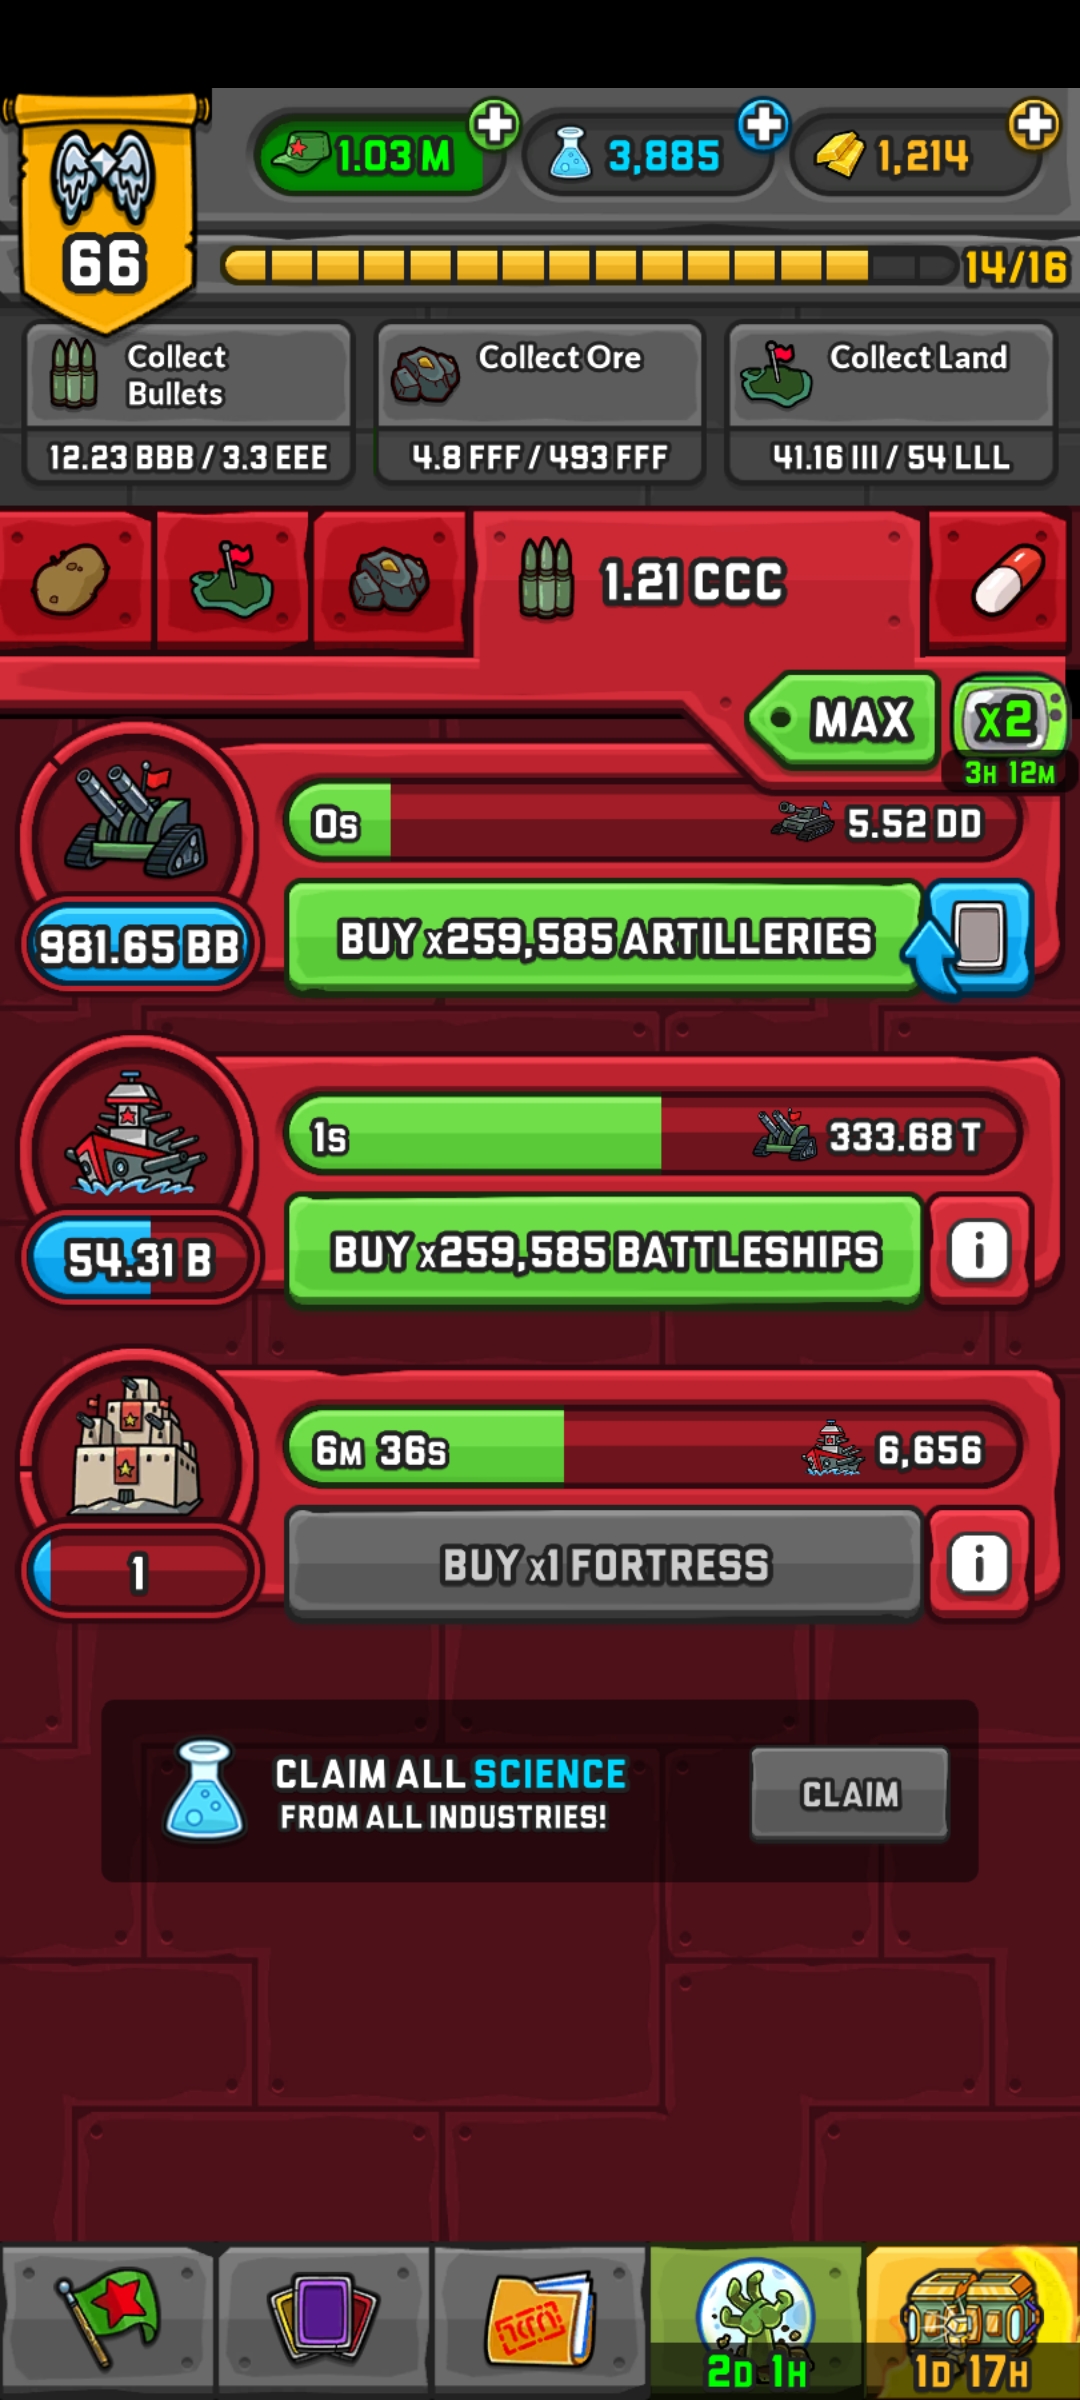 1.03 M
3,885
1,214
66
14/16
Collect
Bullets
12.23 BBB / 3.3 EEE
Collect Ore
4.8 FFF / 493 FFF
Collect Land
41.16 III / 54 LLL
1.21 CCC
MAX
x2
3H 12M
0s
5.52 DD
981.65 BB
BUY x259,585 ARTILLERIES
1s
333.68 T
54.31 B
BUY x259,585 BATTLESHIPS
i
6M 36s
6,656
1
BUY x1 FORTRESS
i
CLAIM ALL SCIENCE
FROM ALL INDUSTRIES!
CLAIM
2D 1H
1D 17H